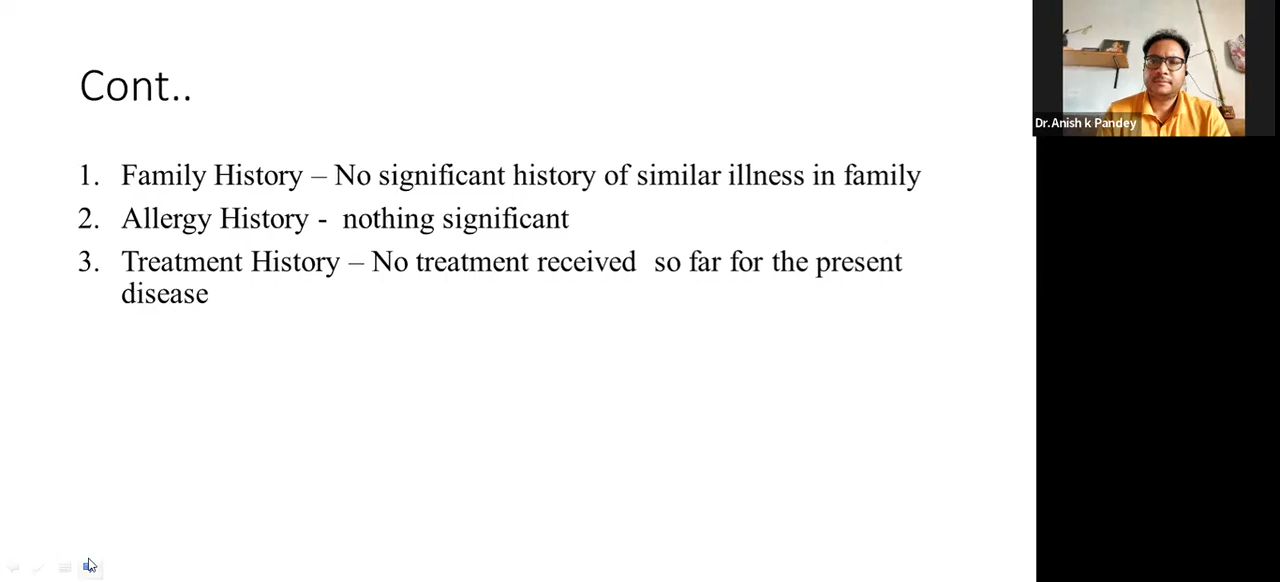 Cont..
1. Family History – No significant history of similar illness in family
2. Allergy History - nothing significant
3. Treatment History – No treatment received so far for the present
disease
Dr.Anish k Pandey